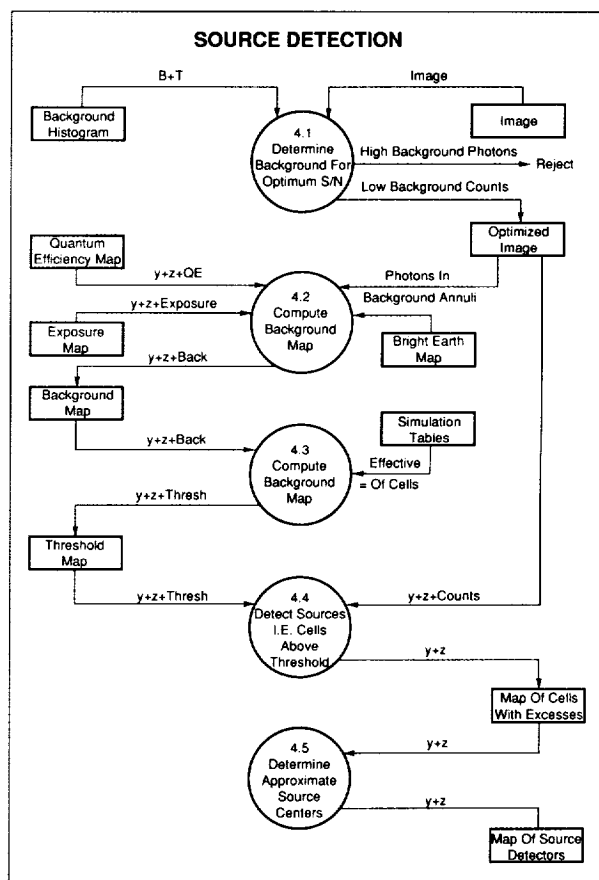 SOURCE DETECTION
B+T
Image
Background
Histogram
Image
4.1
Determine
Background For
Optimum S/N
High Background Photons
Reject
Low Background Counts
Optimized
Image
Quantum
Efficiency Map
y+z+QE
Photons In
Background Annuli
4.2
Compute
Background
Map
y+z+Exposure
Exposure
Map
Bright Earth
Map
y+z+Back
Background
Map
y+z+Back
Simulation
Tables
4.3
Compute
Background
Map
Effective
= Of Cells
y+z+Thresh
Threshold
Map
y+z+Thresh
y+z+Counts
4.4
Detect Sources
I.E. Cells
Above
Threshold
y+z
Map Of Cells
With Excesses
y+z
4.5
Determine
Approximate
Source
Centers
y+z
Map Of Source
Detectors